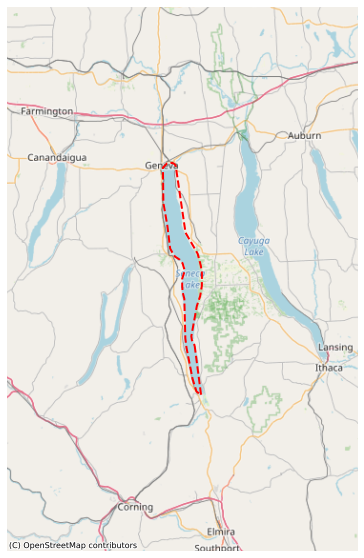 Farmington
Auburn
Canandaigua
Geneva
Cayuga
Lake
Seneca
Lake
Lansing
Ithaca
Corning
Elmira
Southport
(C) OpenStreetMap contributors